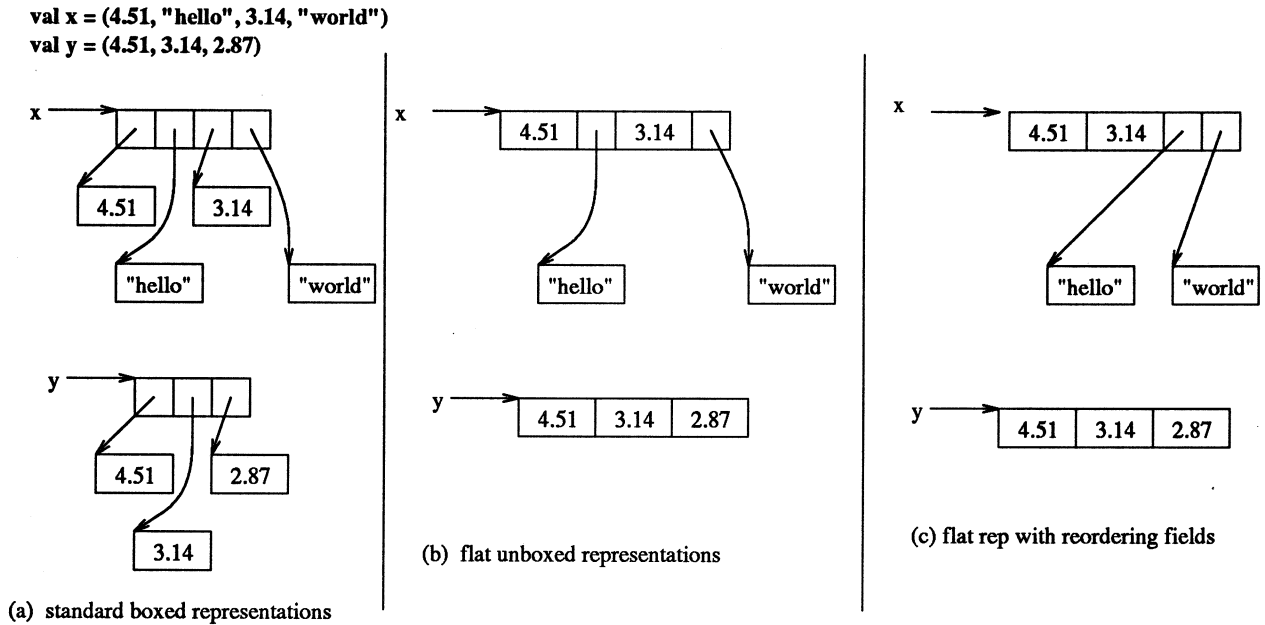 val x = (4.51, "hello", 3.14, "world")
val y = (4.51, 3.14, 2.87)
x
4.51
3.14
"hello"
"world"
y
4.51
2.87
3.14
(a) standard boxed representations
x
4.51
3.14
"hello"
"world"
y
4.51
3.14
2.87
(b) flat unboxed representations
x
4.51
3.14
"hello"
"world"
y
4.51
3.14
2.87
(c) flat rep with reordering fields